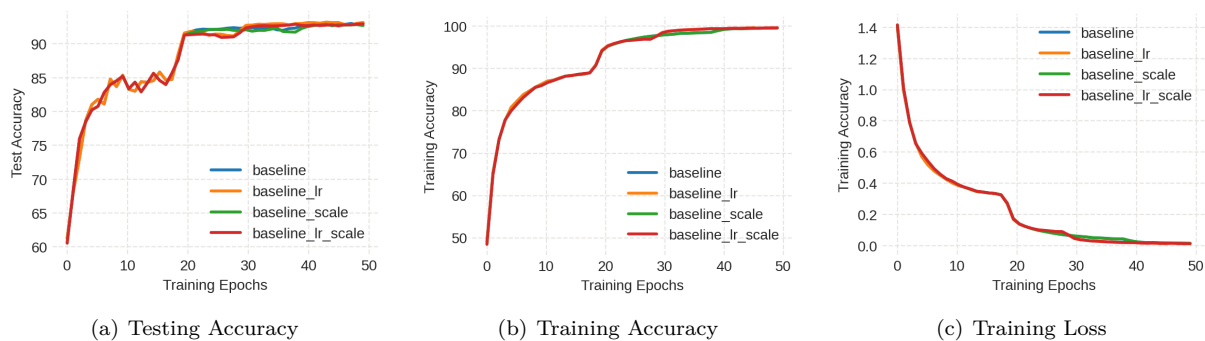 Test Accuracy
90
85
80
75
70
65
60
0 10 20 30 40 50
Training Epochs
baseline
baseline_lr
baseline_scale
baseline_lr_scale
(a) Testing Accuracy
Training Accuracy
100
90
80
70
60
50
0 10 20 30 40 50
Training Epochs
baseline
baseline_lr
baseline_scale
baseline_lr_scale
(b) Training Accuracy
Training Accuracy
1.4
1.2
1.0
0.8
0.6
0.4
0.2
0.0
0 10 20 30 40 50
Training Epochs
baseline
baseline_lr
baseline_scale
baseline_lr_scale
(c) Training Loss